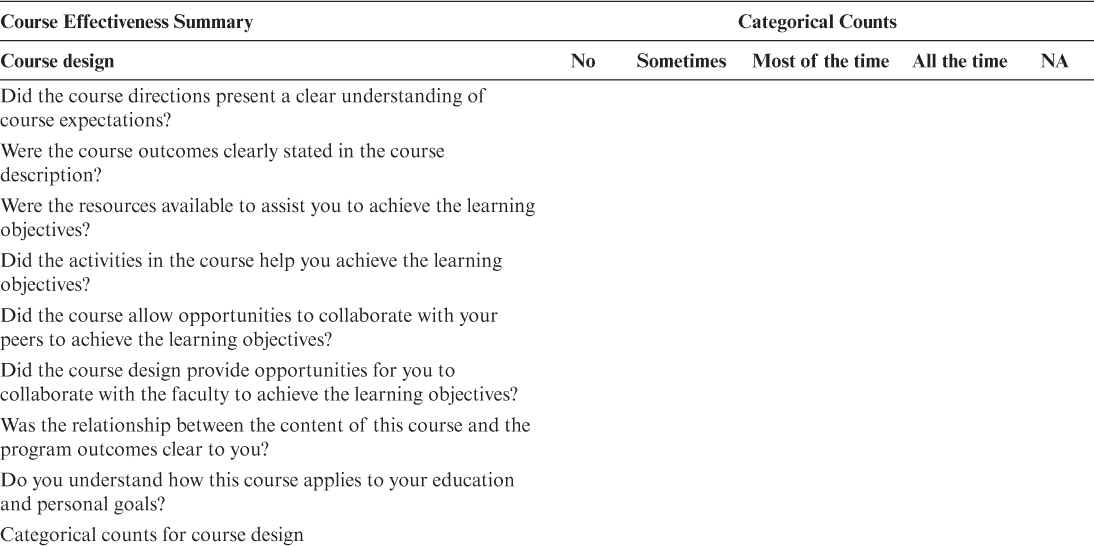 Course Effectiveness Summary Categorical Counts
Course design No Sometimes Most of the time All the time NA
Did the course directions present a clear understanding of
course expectations?
Were the course outcomes clearly stated in the course
description?
Were the resources available to assist you to achieve the learning
objectives?
Did the activities in the course help you achieve the learning
objectives?
Did the course allow opportunities to collaborate with your
peers to achieve the learning objectives?
Did the course design provide opportunities for you to
collaborate with the faculty to achieve the learning objectives?
Was the relationship between the content of this course and the
program outcomes clear to you?
Do you understand how this course applies to your education
and personal goals?
Categorical counts for course design